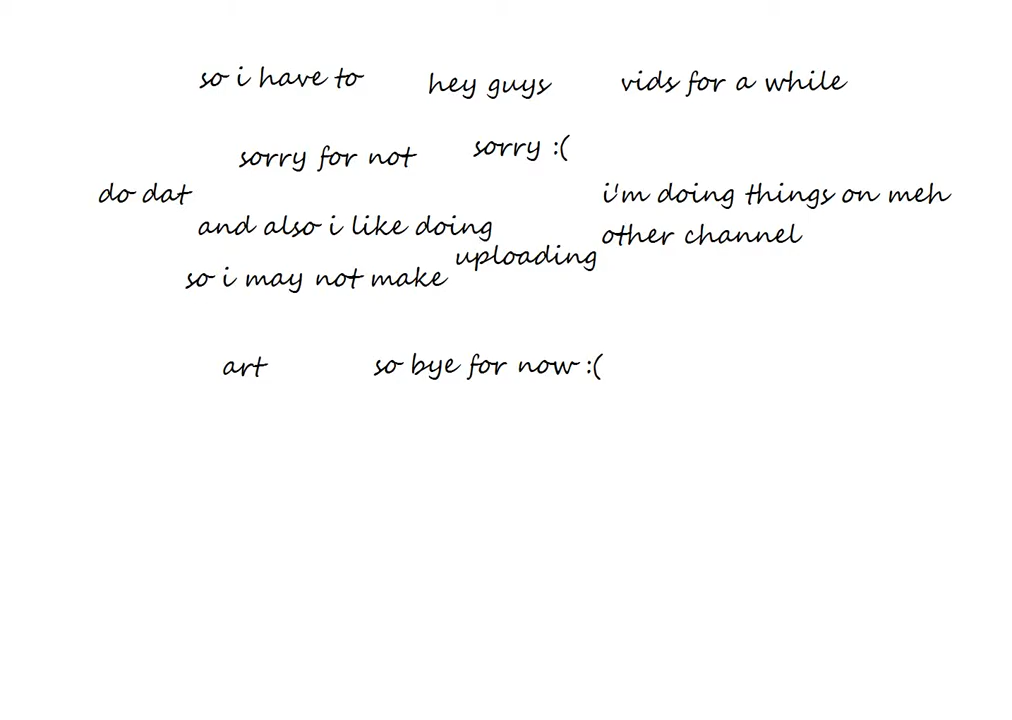 so i have to
hey guys
vids for a while
sorry for not
sorry :(
do dat
i'm doing things on meh
other channel
and also i like doing
uploading
so i may not make
art
so bye for now :(